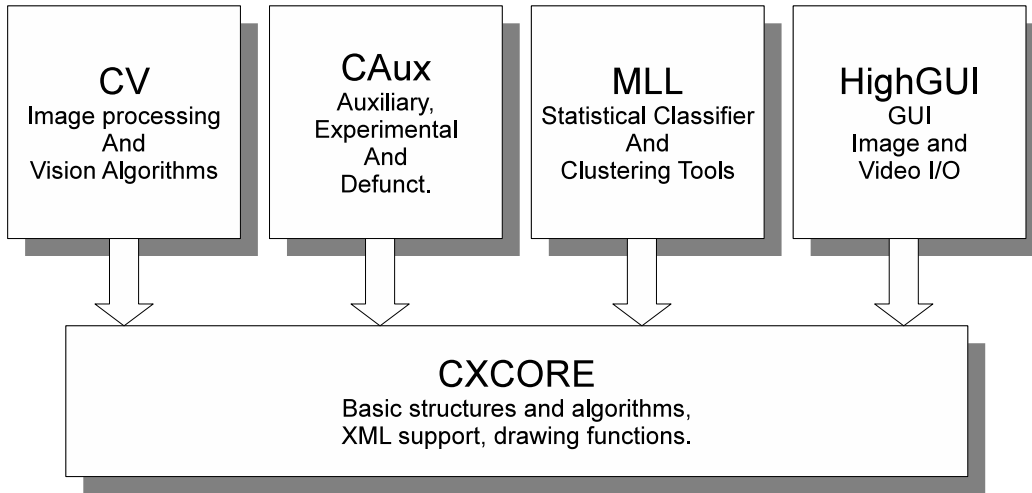 CV
Image processing
And
Vision Algorithms
CAux
Auxiliary,
Experimental
And
Defunct.
MLL
Statistical Classifier
And
Clustering Tools
HighGUI
GUI
Image and
Video I/O
CXCORE
Basic structures and algorithms,
XML support, drawing functions.